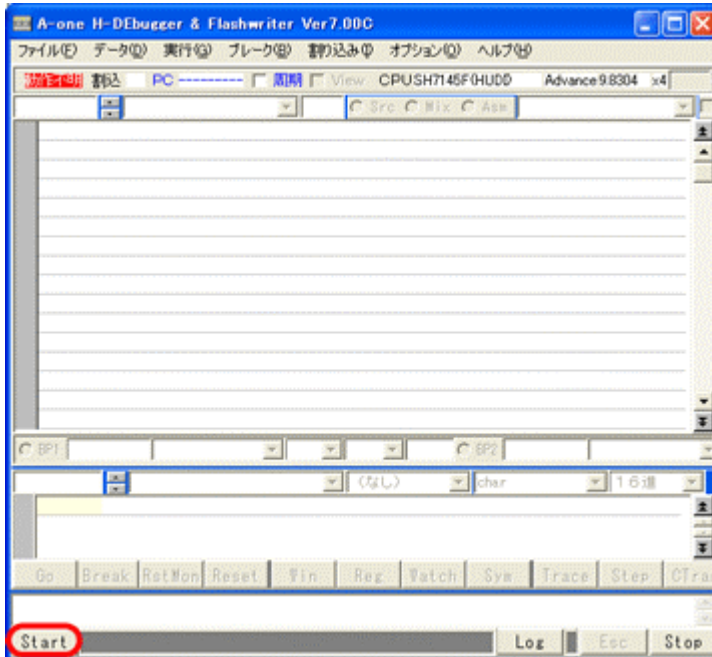 A-one H-DEbugger & Flashwriter Ver7.00C
ファイル(F) データ(D) 実行(G) ブレーク(B) 割り込み(I) オプション(O) ヘルプ(H)
割込 PC --------- 周期 View CPU SH7145F (HUDI) Advance 9.8304 x4
Src Mix Asm
BP1 BP2
(なし) char 16進
Go Break RstMon Reset Win Reg Watch Sym Trace Step CTra
Start Log Esc Stop